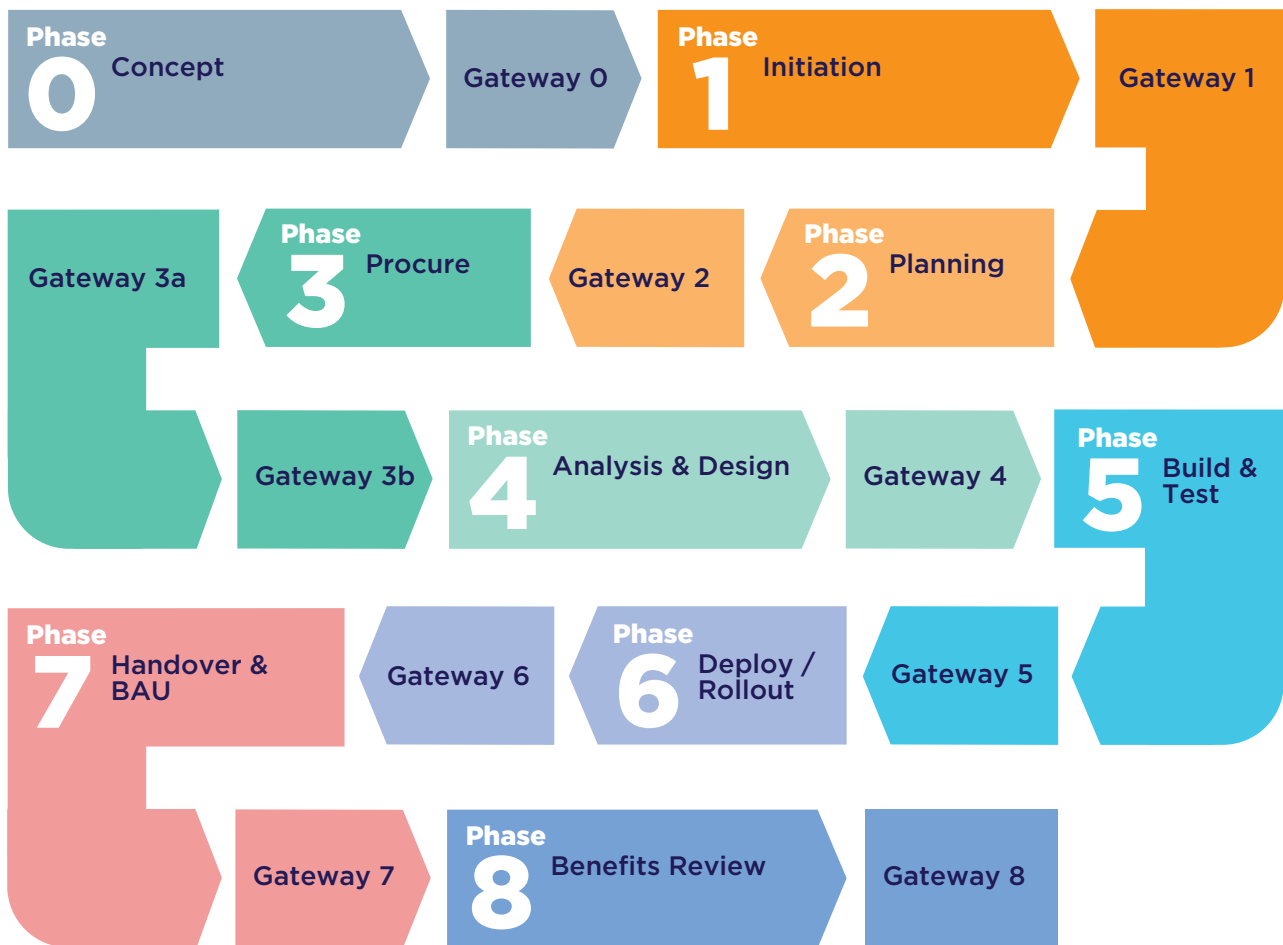 Phase
0
Concept
Gateway 0
Phase
1
Initiation
Gateway 1
Phase
2
Planning
Gateway 2
Phase
3
Procure
Gateway 3a
Gateway 3b
Phase
4
Analysis & Design
Gateway 4
Phase
5
Build &
Test
Gateway 5
Phase
6
Deploy /
Rollout
Gateway 6
Phase
7
Handover &
BAU
Gateway 7
Phase
8
Benefits Review
Gateway 8